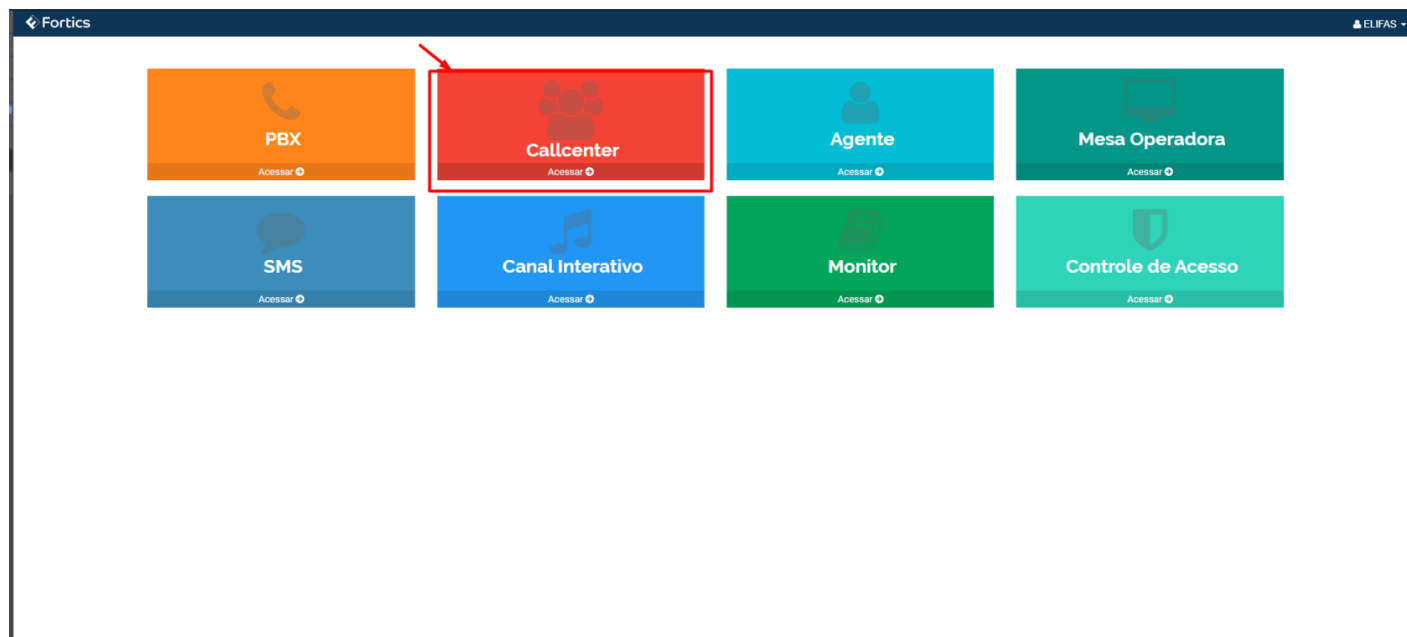 Fortics
ELIFAS
PBX
Acessar
Callcenter
Acessar
Agente
Acessar
Mesa Operadora
Acessar
SMS
Acessar
Canal Interativo
Acessar
Monitor
Acessar
Controle de Acesso
Acessar